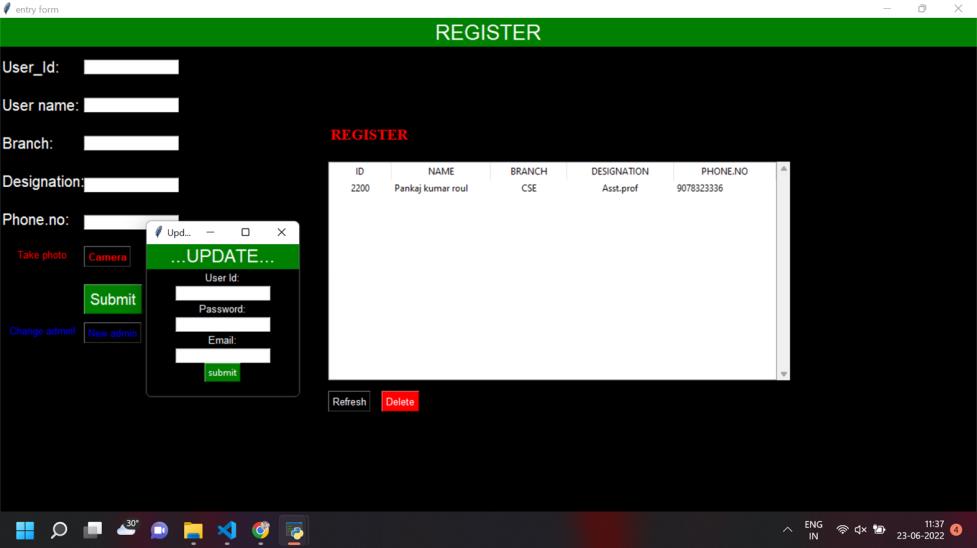 entry form
REGISTER
User_Id:
User name:
Branch:
Designation:
Phone.no:
Take photo Camera
Submit
Change admin! New admin
Upd...
...UPDATE...
User Id:
Password:
Email:
submit
REGISTER
ID NAME BRANCH DESIGNATION PHONE.NO
2200 Pankaj kumar roul CSE Asst.prof 9078323336
Refresh Delete
30°
ENG
IN
11:37
23-06-2022
4